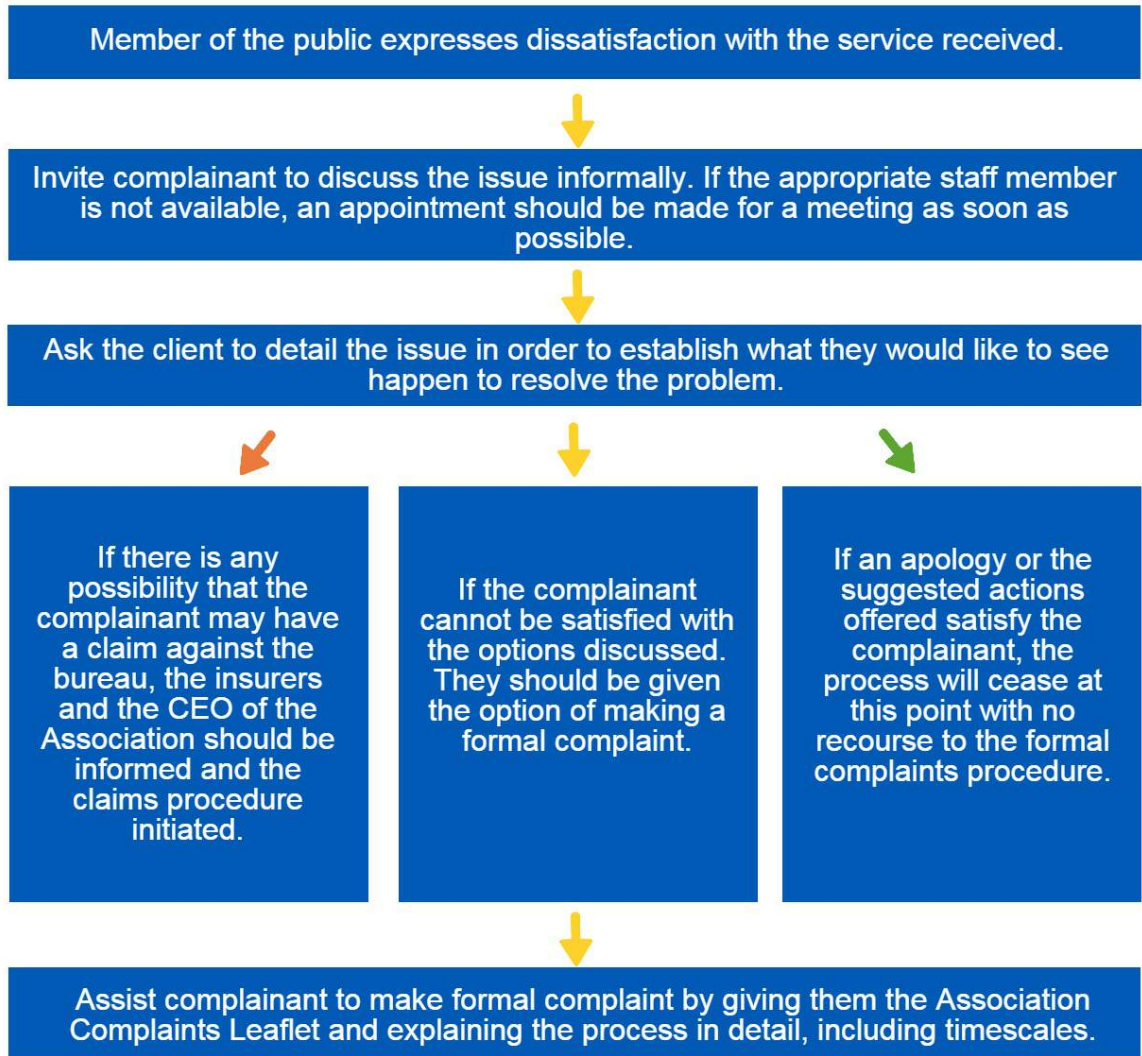 Member of the public expresses dissatisfaction with the service received.
Invite complainant to discuss the issue informally. If the appropriate staff member
is not available, an appointment should be made for a meeting as soon as
possible.
Ask the client to detail the issue in order to establish what they would like to see
happen to resolve the problem.
If there is any
possibility that the
complainant may have
a claim against the
bureau, the insurers
and the CEO of the
Association should be
informed and the
claims procedure
initiated.
If the complainant
cannot be satisfied with
the options discussed.
They should be given
the option of making a
formal complaint.
If an apology or the
suggested actions
offered satisfy the
complainant, the
process will cease at
this point with no
recourse to the formal
complaints procedure.
Assist complainant to make formal complaint by giving them the Association
Complaints Leaflet and explaining the process in detail, including timescales.